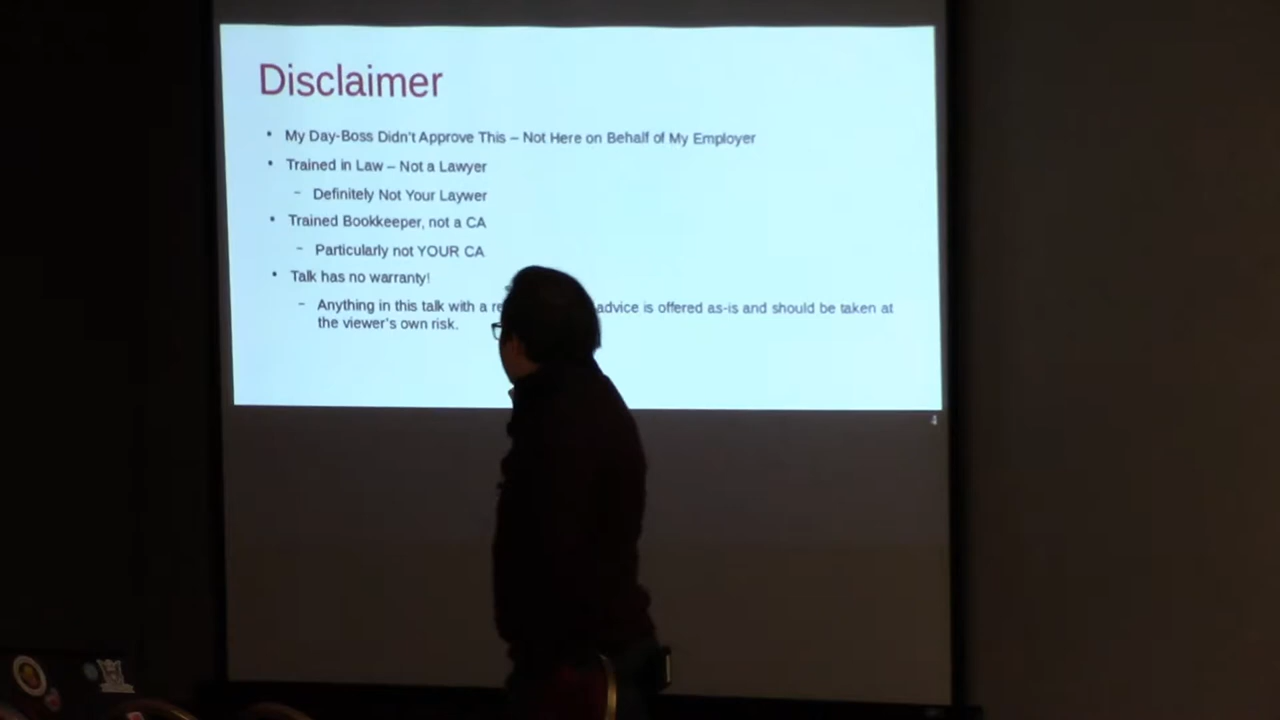 Disclaimer
• My Day-Boss Didn't Approve This – Not Here on Behalf of My Employer
• Trained in Law – Not a Lawyer
– Definitely Not Your Laywer
• Trained Bookkeeper, not a CA
– Particularly not YOUR CA
• Talk has no warranty!
– Anything in this talk with a advice is offered as-is and should be taken at
the viewer's own risk.
4